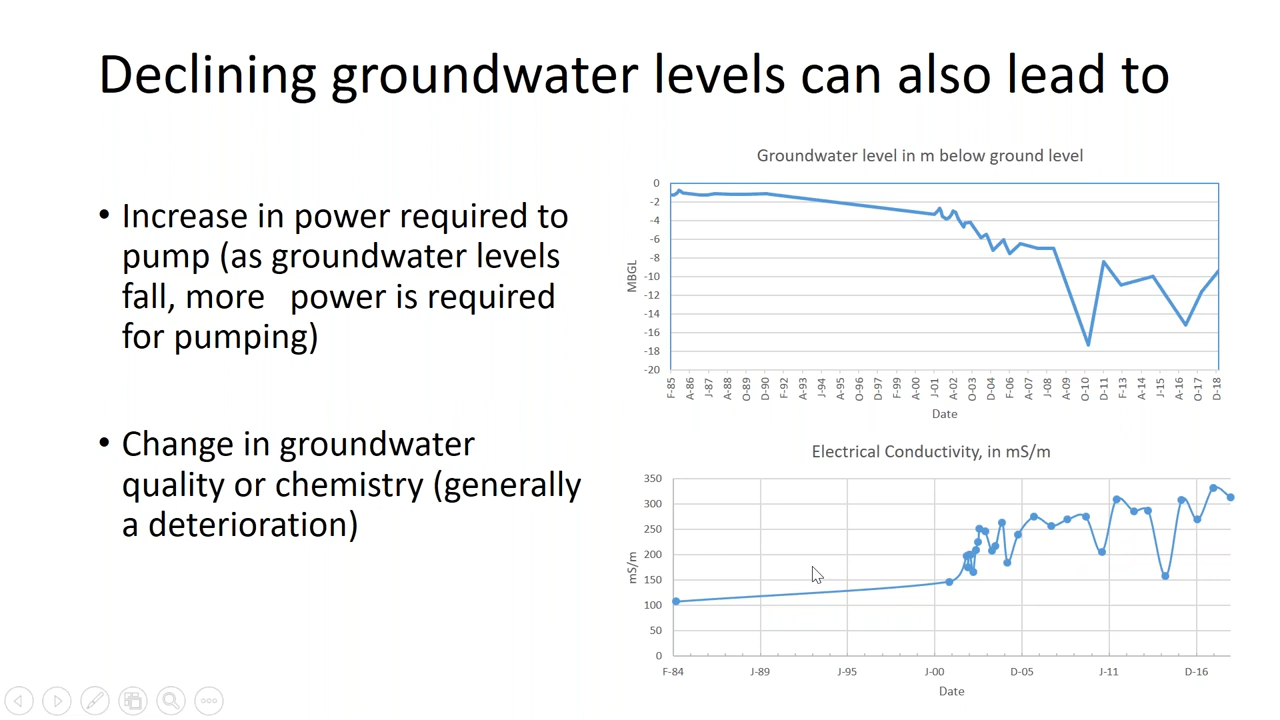 Declining groundwater levels can also lead to
• Increase in power required to
pump (as groundwater levels
fall, more power is required
for pumping)
• Change in groundwater
quality or chemistry (generally
a deterioration)
Groundwater level in m below ground level
0
-2
-4
-6
-8
-10
-12
-14
-16
-18
-20
MBGL
F-85 A-86 J-87 A-88 O-89 D-90 F-92 A-93 J-94 A-95 O-96 D-97 F-99 A-00 J-01 A-02 O-03 D-04 F-06 A-07 J-08 A-09 O-10 D-11 F-13 A-14 J-15 A-16 O-17 D-18
Date
Electrical Conductivity, in mS/m
350
300
250
200
150
100
50
0
mS/m
F-84 J-89 J-95 J-00 D-05 J-11 D-16
Date